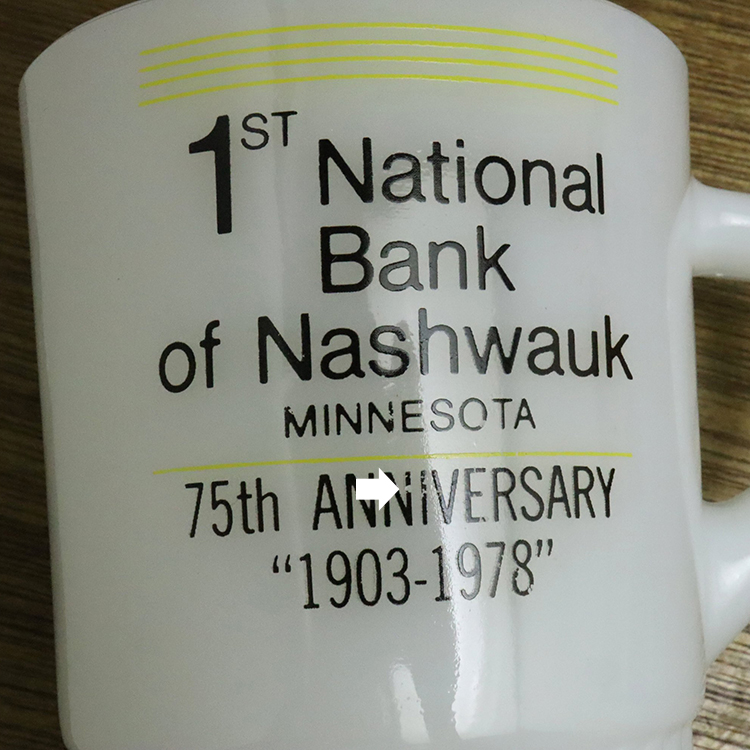 1ST National
Bank
of Nashwauk
MINNESOTA
75th ANNIVERSARY
“1903-1978”